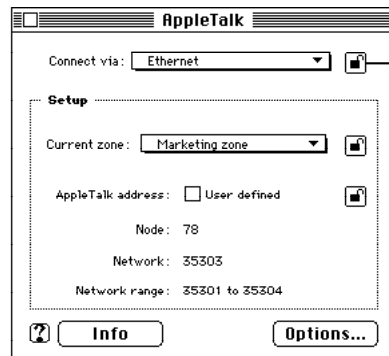 AppleTalk
Connect via: Ethernet
Setup
Current zone: Marketing zone
AppleTalk address: User defined
Node: 78
Network: 35303
Network range: 35301 to 35304
? Info Options...